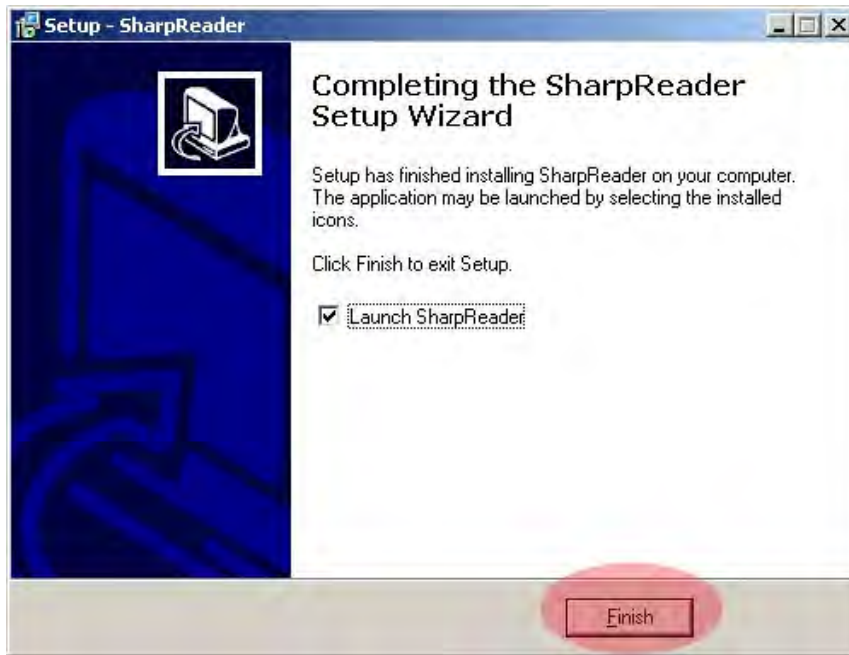 Setup - SharpReader
Completing the SharpReader
Setup Wizard
Setup has finished installing SharpReader on your computer.
The application may be launched by selecting the installed
icons.
Click Finish to exit Setup.
Launch SharpReader
Finish